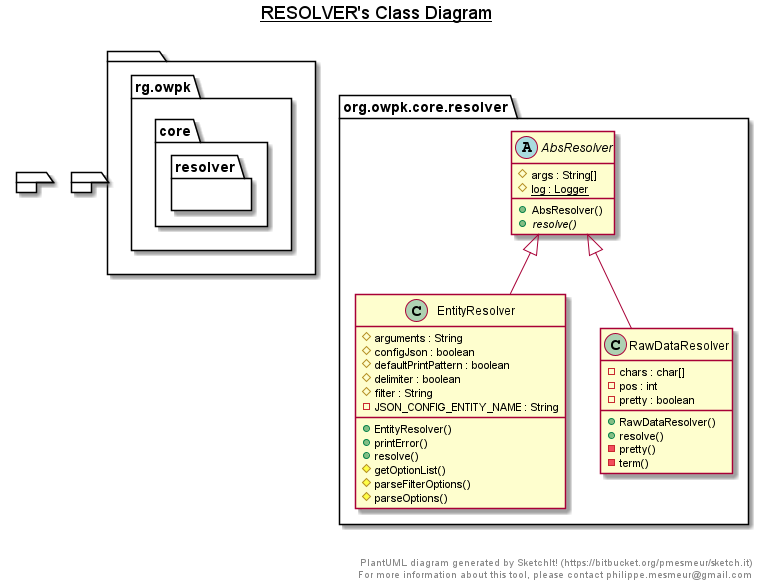 RESOLVER's Class Diagram
rg.owpk
core
resolver
org.owpk.core.resolver
A AbsResolver
args : String[]
log : Logger
AbsResolver()
resolve()
C EntityResolver
arguments : String
configJson : boolean
defaultPrintPattern : boolean
delimiter : boolean
filter : String
JSON_CONFIG_ENTITY_NAME : String
EntityResolver()
printError()
resolve()
getOptionList()
parseFilterOptions()
parseOptions()
C RawDataResolver
chars : char[]
pos : int
pretty : boolean
RawDataResolver()
resolve()
pretty()
term()
PlantUML diagram generated by SketchIt! (https://bitbucket.org/pmesmeur/sketch.it)
For more information about this tool, please contact philippe.mesmeur@gmail.com